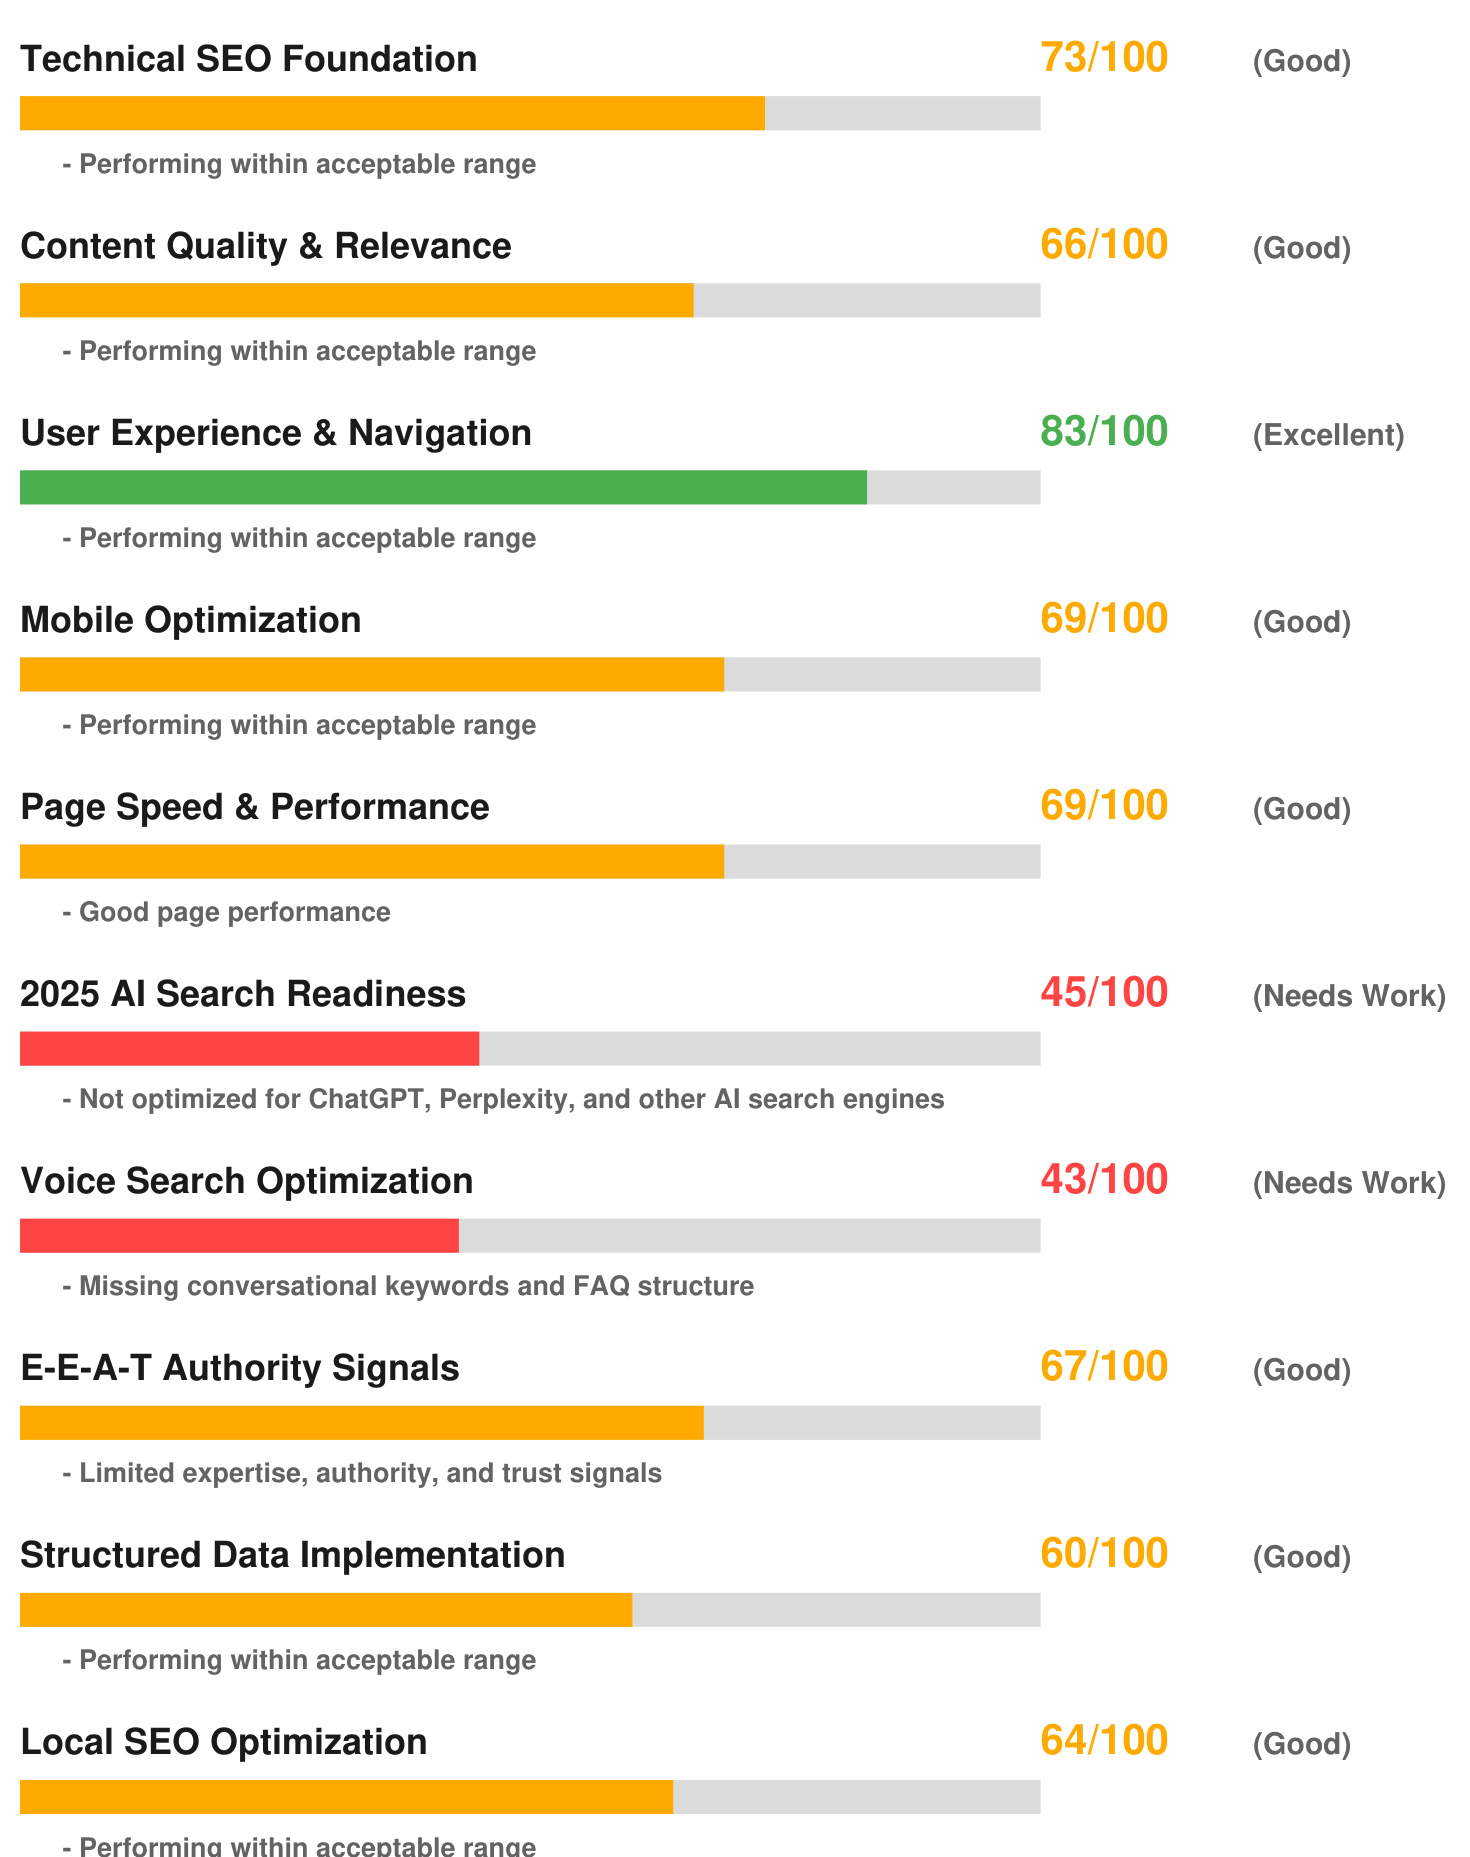 Technical SEO Foundation 73/100 (Good)
- Performing within acceptable range
Content Quality & Relevance 66/100 (Good)
- Performing within acceptable range
User Experience & Navigation 83/100 (Excellent)
- Performing within acceptable range
Mobile Optimization 69/100 (Good)
- Performing within acceptable range
Page Speed & Performance 69/100 (Good)
- Good page performance
2025 AI Search Readiness 45/100 (Needs Work)
- Not optimized for ChatGPT, Perplexity, and other AI search engines
Voice Search Optimization 43/100 (Needs Work)
- Missing conversational keywords and FAQ structure
E-E-A-T Authority Signals 67/100 (Good)
- Limited expertise, authority, and trust signals
Structured Data Implementation 60/100 (Good)
- Performing within acceptable range
Local SEO Optimization 64/100 (Good)
- Performing within acceptable range